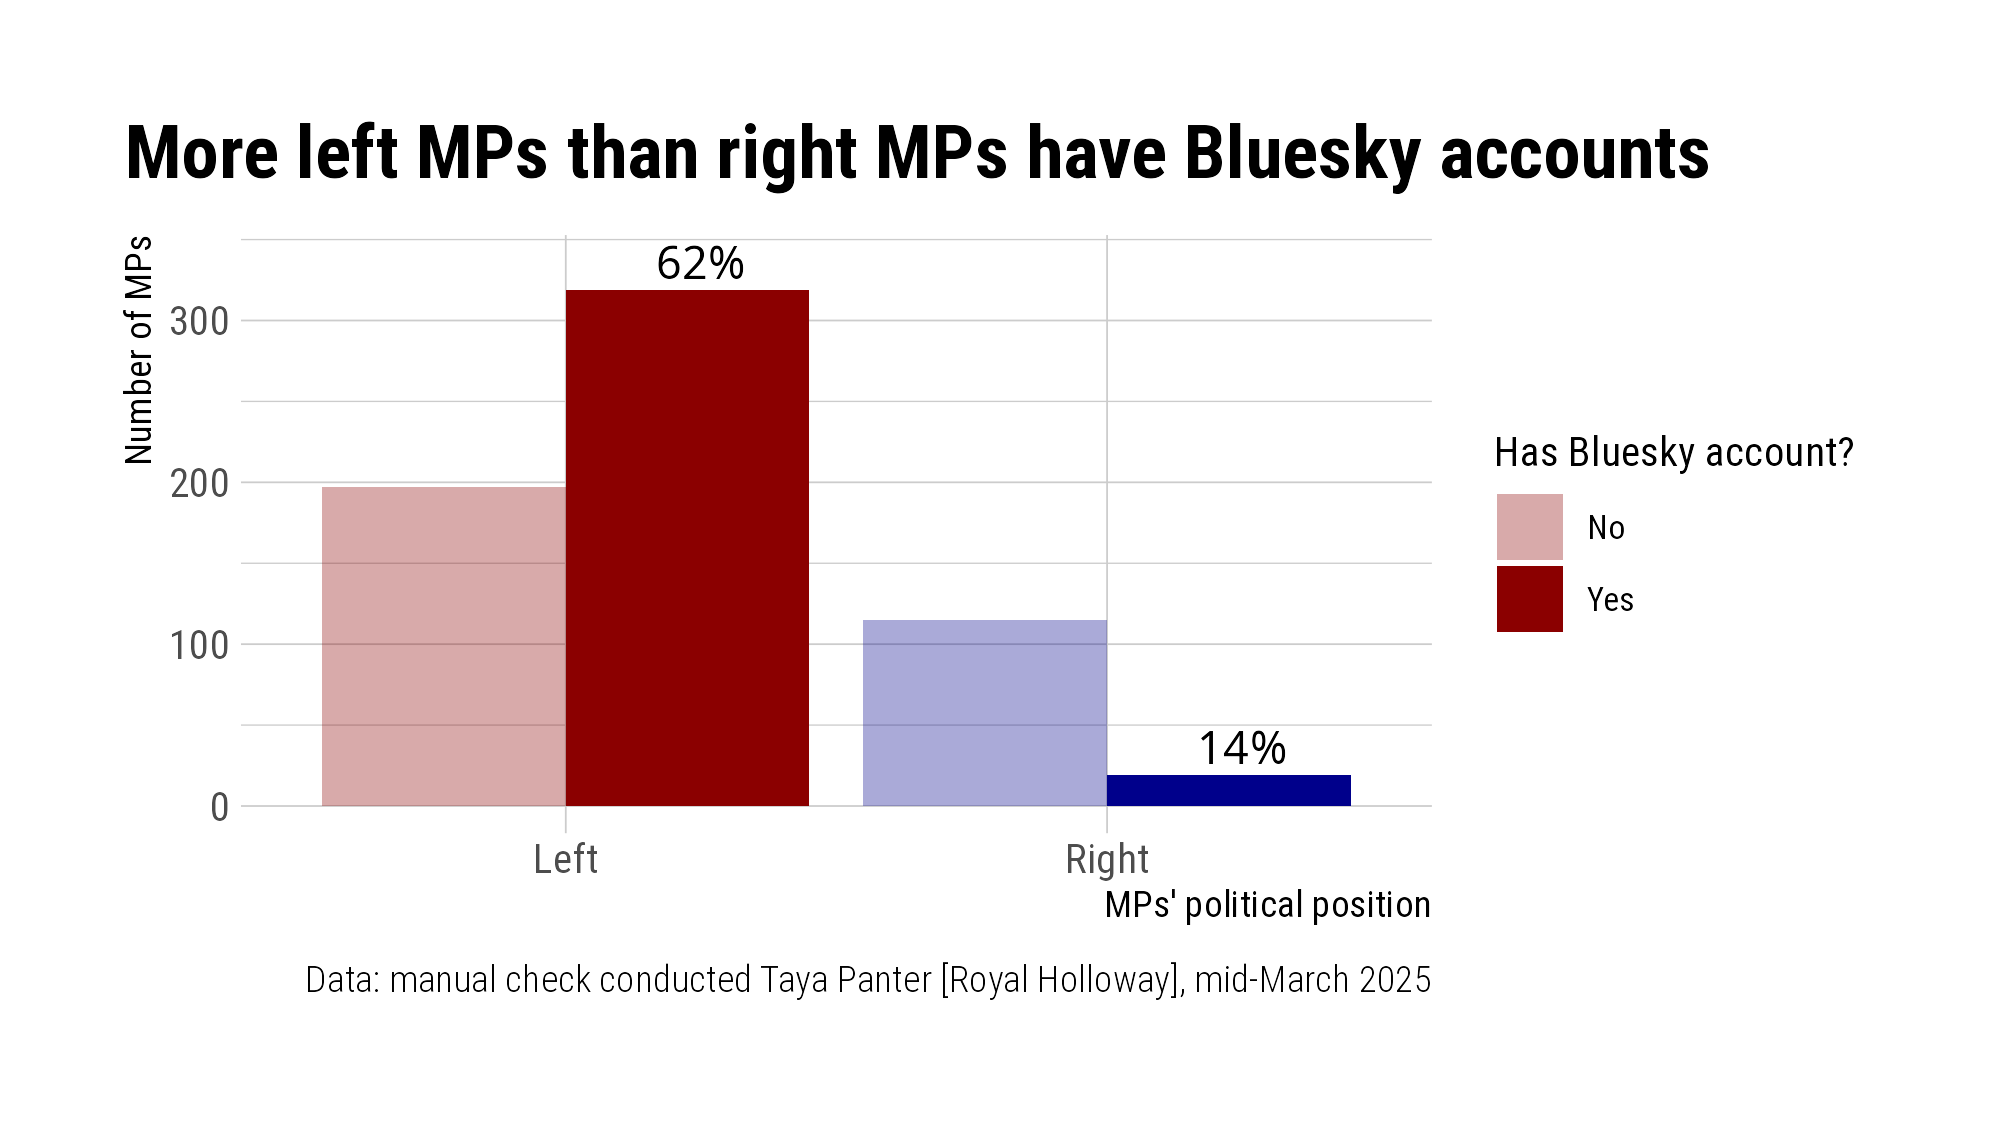 More left MPs than right MPs have Bluesky accounts
Number of MPs
300
200
100
0
62%
14%
Left
Right
MPs' political position
Has Bluesky account?
No
Yes
Data: manual check conducted Taya Panter [Royal Holloway], mid-March 2025